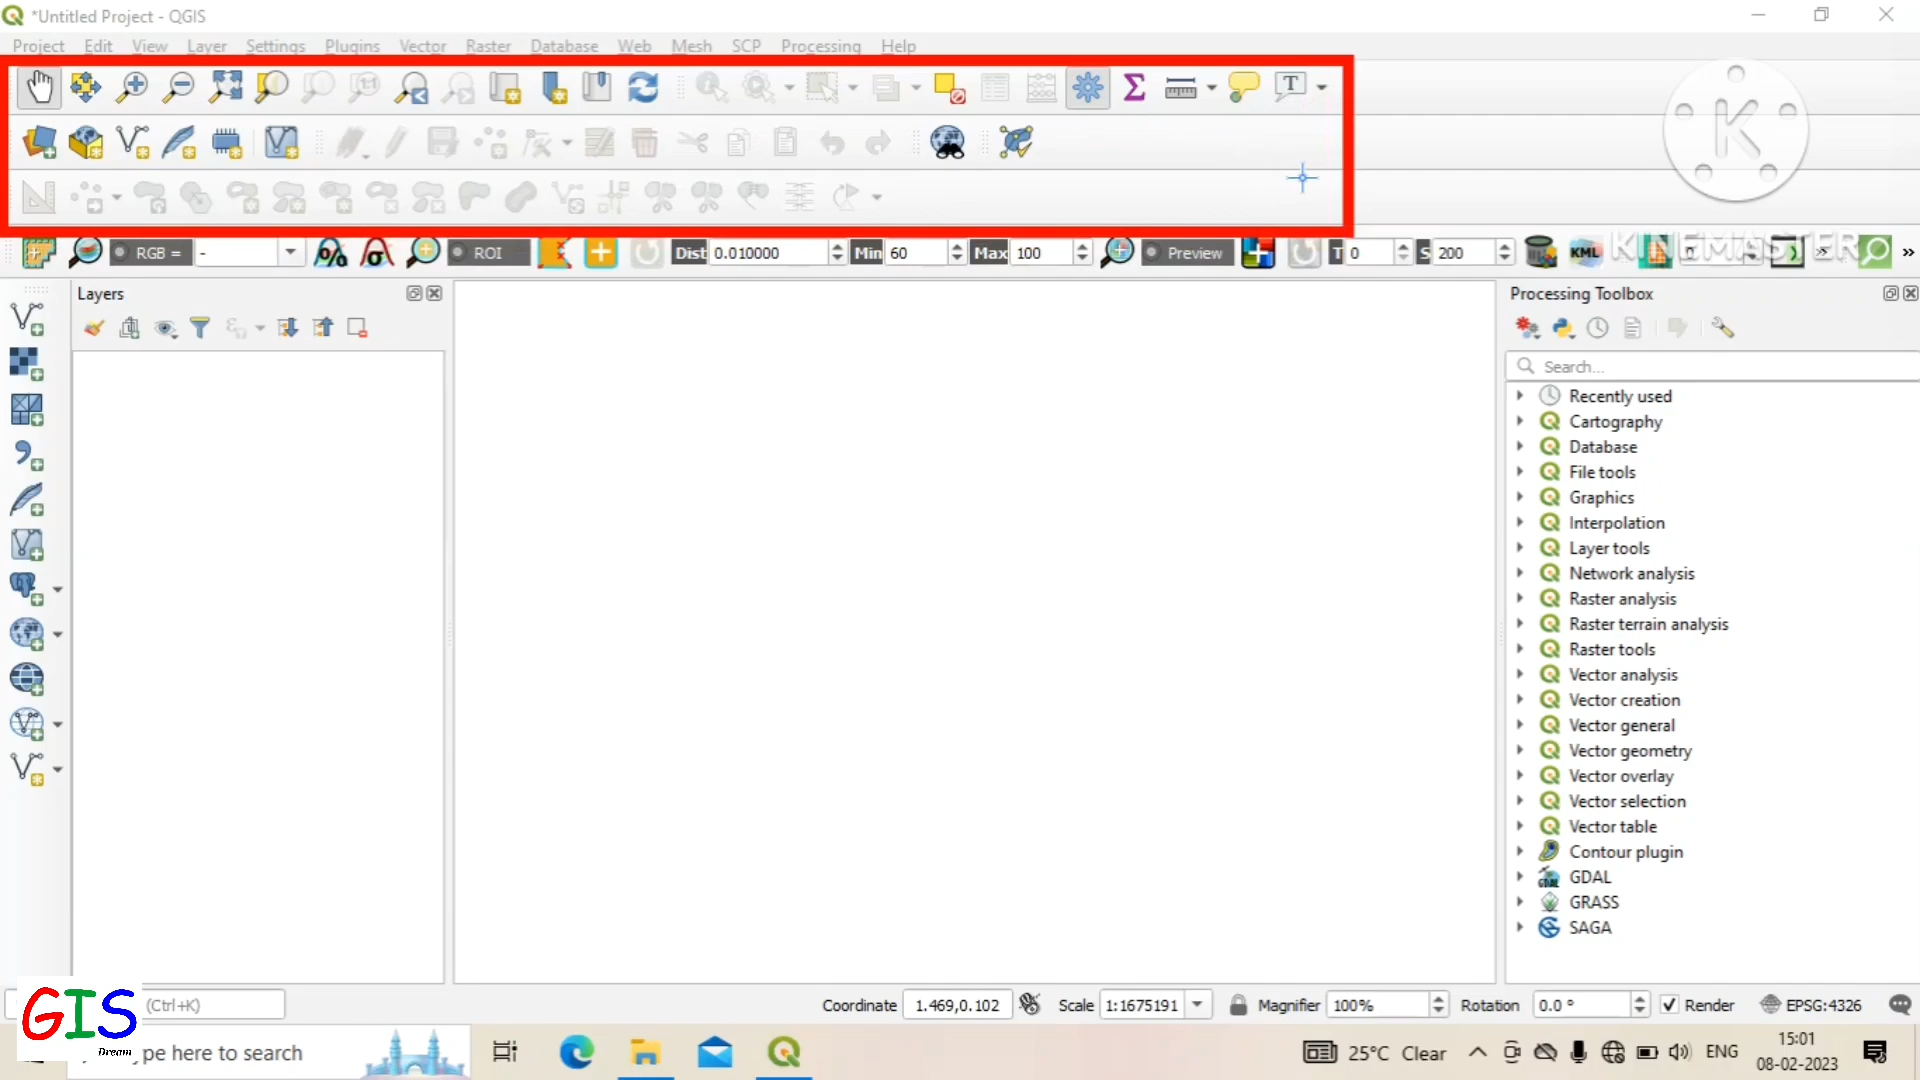 *Untitled Project - QGIS
Project Edit View Layer Settings Plugins Vector Raster Database Web Mesh SCP Processing Help
T
K
RGB = - ROI Dist 0.010000 Min 60 Max 100 Preview T 0 S 200 KML KINEMASTER »
Layers
Processing Toolbox
Search...
Recently used
Cartography
Database
File tools
Graphics
Interpolation
Layer tools
Network analysis
Raster analysis
Raster terrain analysis
Raster tools
Vector analysis
Vector creation
Vector general
Vector geometry
Vector overlay
Vector selection
Vector table
Contour plugin
GDAL
GRASS
SAGA
(Ctrl+K) Coordinate 1.469,0.102 Scale 1:1675191 Magnifier 100% Rotation 0.0 ° Render EPSG:4326
GIS
Dream
pe here to search
25°C Clear ENG
15:01
08-02-2023